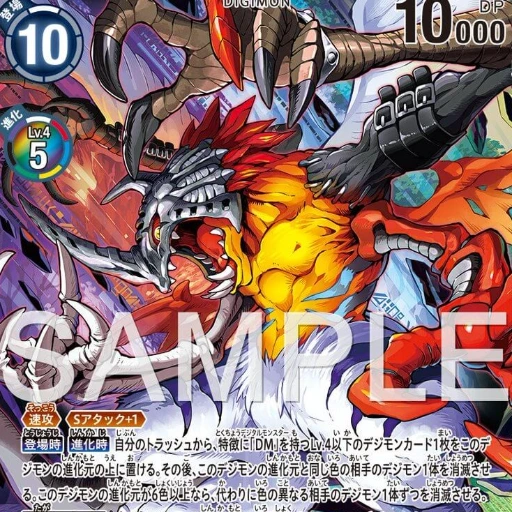 登場
10
DIGIMON
10000
DP
進化
Lv.4
5
SAMPLE
速攻 Sアタック+1
登場時 進化時 自分のトラッシュから、特徴に「DM」を持つLv.4以下のデジモンカード1枚をこのデ
ジモンの進化元の上に置ける。その後、このデジモンの進化元と同じ色の相手のデジモン1体を消滅させ
る。このデジモンの進化元が6色以上なら、代わりに色の異なる相手のデジモン1体ずつを消滅させる。